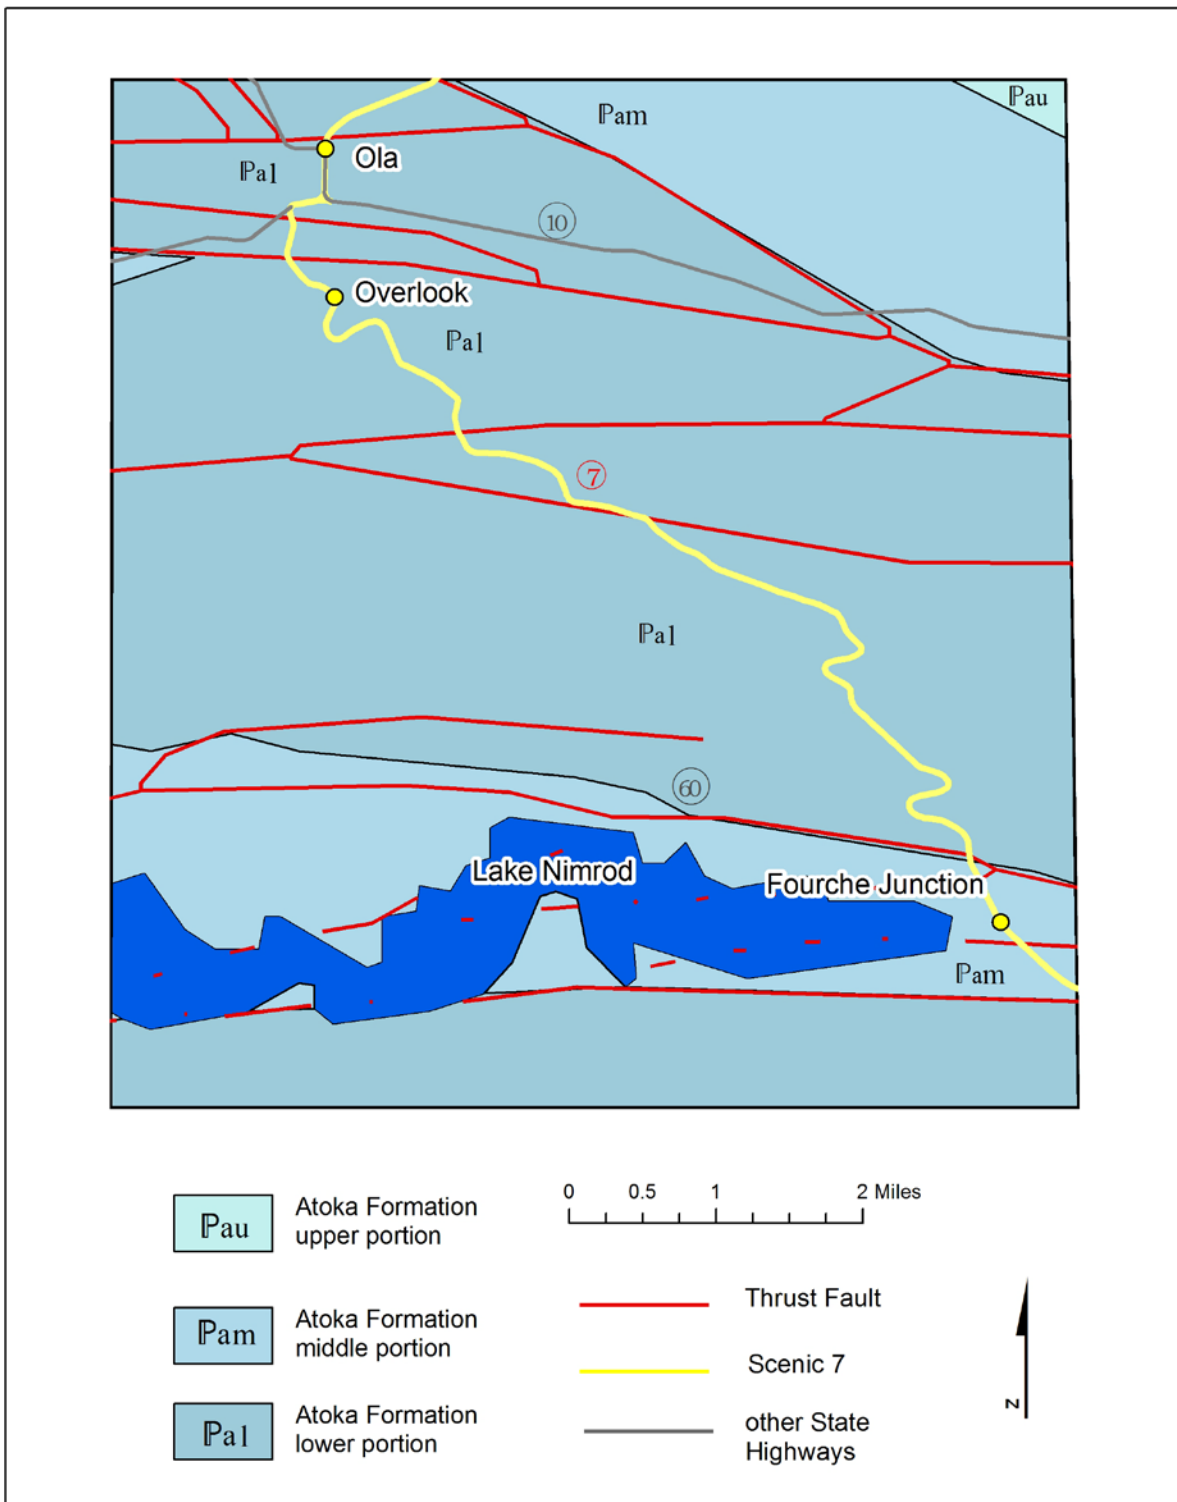 ℙau
ℙam
Ola
ℙal
10
Overlook
ℙal
7
ℙal
60
Lake Nimrod
Fourche Junction
ℙam
ℙau
Atoka Formation
upper portion
ℙam
Atoka Formation
middle portion
ℙal
Atoka Formation
lower portion
0 0.5 1 2 Miles
Thrust Fault
Scenic 7
other State
Highways
N